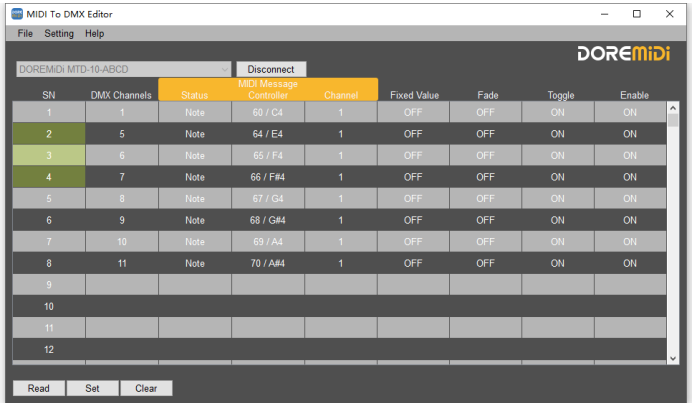 MIDI To DMX Editor
File Setting Help
DOREMiDi
DOREMiDi MTD-10-ABCD Disconnect
MIDI Message
SN DMX Channels Status Controller Channel Fixed Value Fade Toggle Enable
1 1 Note 60 / C4 1 OFF OFF ON ON
2 5 Note 64 / E4 1 OFF OFF ON ON
3 6 Note 65 / F4 1 OFF OFF ON ON
4 7 Note 66 / F#4 1 OFF OFF ON ON
5 8 Note 67 / G4 1 OFF OFF ON ON
6 9 Note 68 / G#4 1 OFF OFF ON ON
7 10 Note 69 / A4 1 OFF OFF ON ON
8 11 Note 70 / A#4 1 OFF OFF ON ON
9
10
11
12
Read Set Clear